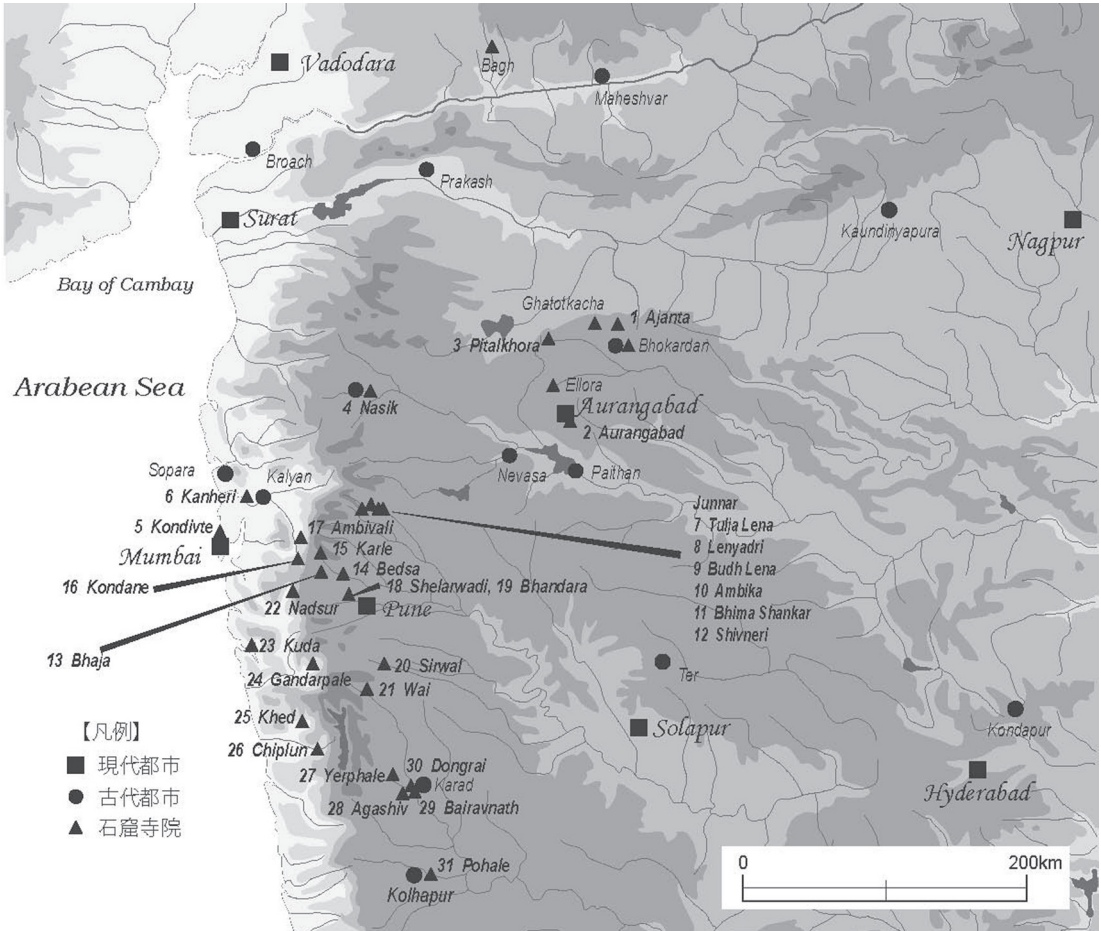 Vadodara
Bagh
Maheshvar
Broach
Prakash
Surat
Kaundinyapura
Nagpur
Bay of Cambay
Ghatotkacha
1 Ajanta
3 Pitalkhora
Bhokardan
Arabean Sea
Ellora
4 Nasik
Aurangabad
2 Aurangabad
Sopara
Kalyan
Nevasa
Paithan
6 Kanheri
Junnar
7 Tulja Lena
8 Lenyadri
9 Budh Lena
10 Ambika
11 Bhima Shankar
12 Shivneri
5 Kondivte
17 Ambivali
Mumbai
15 Karle
14 Bedsa
16 Kondane
18 Shelarwadi, 19 Bhandara
22 Nadsur
Pune
13 Bhaja
23 Kuda
20 Sirwal
24 Gandarpale
21 Wai
Ter
25 Khed
Solapur
Kondapur
26 Chiplun
【凡例】
現代都市
古代都市
石窟寺院
30 Dongrai
27 Yerphale
Karad
28 Agashiv
29 Bairavnath
Hyderabad
31 Pohale
Kolhapur
0
200km